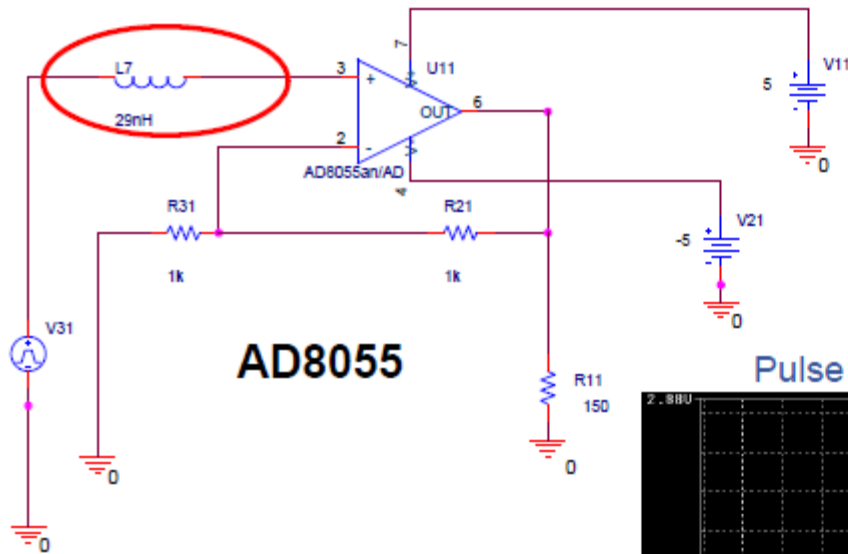 L7
29nH
3
+
2
-
7
U11
OUT
6
AD8055an/AD
4
V11
5
+
-
0
V21
-5
+
-
0
R31
1k
R21
1k
V31
+
-
AD8055
R11
150
0
0
0
Pulse
2.88V